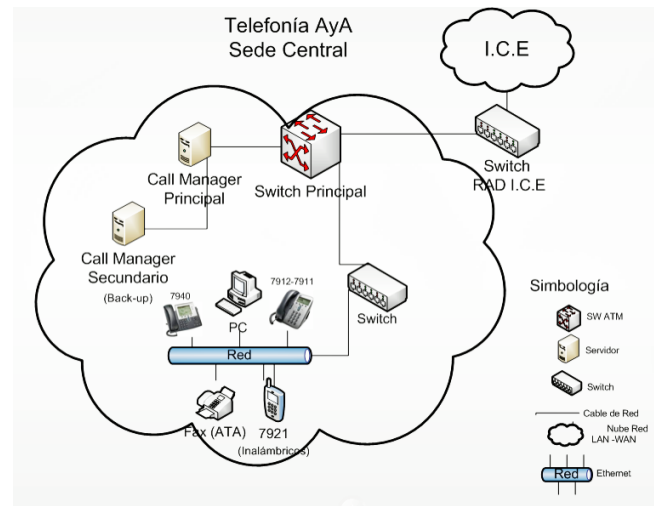 Telefonía AyA
Sede Central
I.C.E
Switch
RAD I.C.E
Call Manager
Principal
Switch Principal
Call Manager
Secundario
(Back-up)
7940
PC
7912-7911
Switch
Red
Fax (ATA)
7921
(Inalámbricos)
Simbología
SW ATM
Servidor
Switch
Cable de Red
Nube Red
LAN -WAN
Red
Ethernet